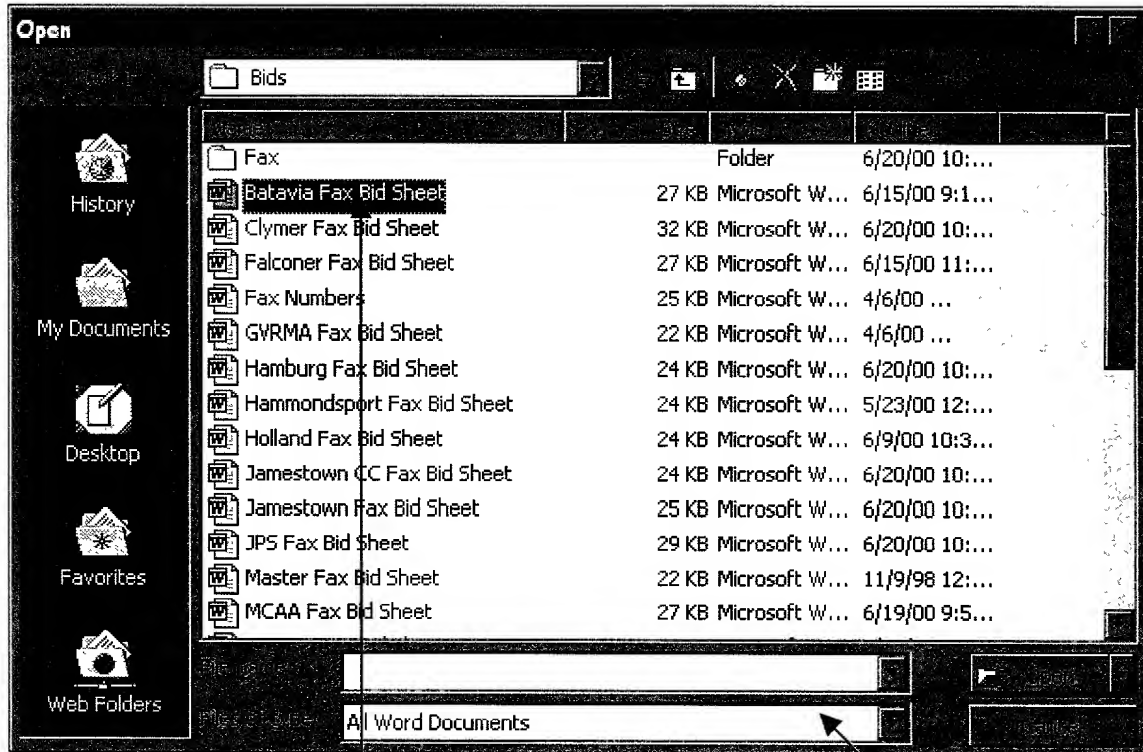 Open
Bids
Fax Folder 6/20/00 10:...
Batavia Fax Bid Sheet 27 KB Microsoft W... 6/15/00 9:1...
Clymer Fax Bid Sheet 32 KB Microsoft W... 6/20/00 10:...
Falconer Fax Bid Sheet 27 KB Microsoft W... 6/15/00 11:...
Fax Numbers 25 KB Microsoft W... 4/6/00 ...
GVRMA Fax Bid Sheet 22 KB Microsoft W... 4/6/00 ...
Hamburg Fax Bid Sheet 24 KB Microsoft W... 6/20/00 10:...
Hammondsport Fax Bid Sheet 24 KB Microsoft W... 5/23/00 12:...
Holland Fax Bid Sheet 24 KB Microsoft W... 6/9/00 10:3...
Jamestown CC Fax Bid Sheet 24 KB Microsoft W... 6/20/00 10:...
Jamestown Fax Bid Sheet 25 KB Microsoft W... 6/20/00 10:...
JPS Fax Bid Sheet 29 KB Microsoft W... 6/20/00 10:...
Master Fax Bid Sheet 22 KB Microsoft W... 11/9/98 12:...
MCAA Fax Bid Sheet 27 KB Microsoft W... 6/19/00 9:5...
History
My Documents
Desktop
Favorites
Web Folders
All Word Documents